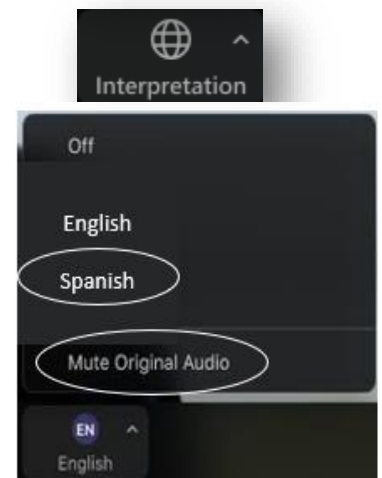 Interpretation
Off
English
Spanish
Mute Original Audio
EN
English